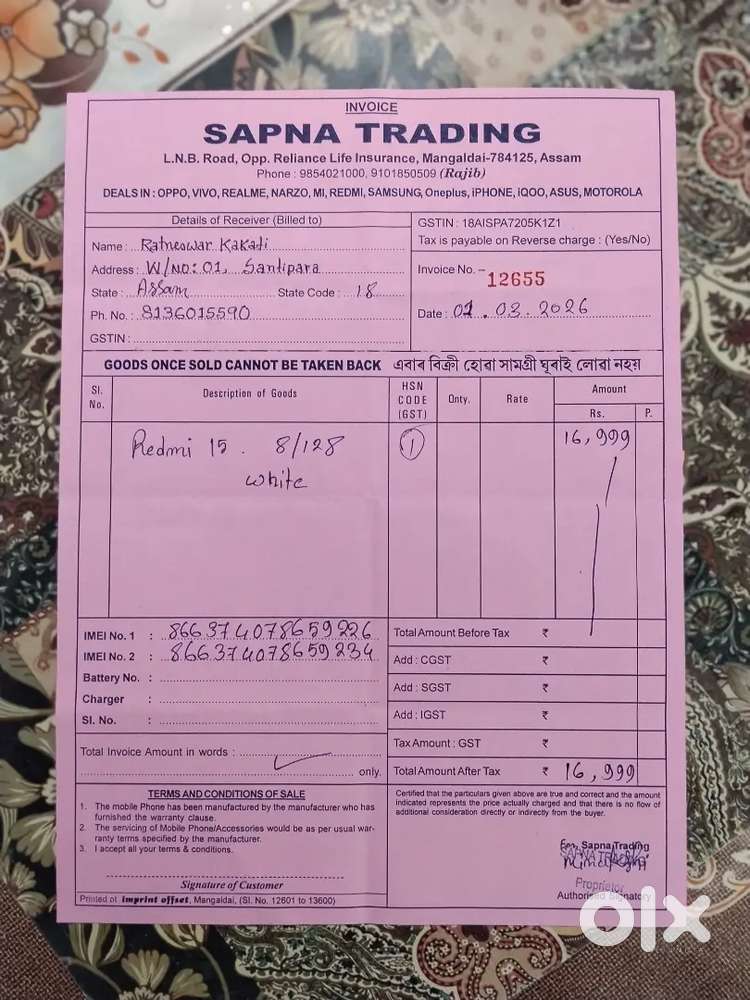 INVOICE
SAPNA TRADING
L.N.B. Road, Opp. Reliance Life Insurance, Mangaldai-784125, Assam
Phone : 9854021000, 9101850509 (Rajib)
DEALS IN : OPPO, VIVO, REALME, NARZO, MI, REDMI, SAMSUNG, Oneplus, iPHONE, IQOO, ASUS, MOTOROLA
Details of Receiver (Billed to)
Name : Ratneswar Kakati
Address : W/NO: 01, Santipara
State : Assam State Code : 18
Ph. No. : 8136015590
GSTIN :
GSTIN : 18AISPA7205K1Z1
Tax is payable on Reverse charge : (Yes/No)
Invoice No. – 12655
Date : 01 . 03 . 2026
GOODS ONCE SOLD CANNOT BE TAKEN BACK এবাৰ বিক্ৰী হোৱা সামগ্ৰী ঘূৰাই লোৱা নহয়
Sl. No. Description of Goods HSN CODE (GST) Qnty. Rate Amount
Rs. P.
Redmi 15 . 8/128 1 16,999
white
IMEI No. 1 : 866374078659226
IMEI No. 2 : 866374078659234
Battery No. :
Charger :
Sl. No. :
Total Invoice Amount in words :
only.
Total Amount Before Tax ₹
Add : CGST ₹
Add : SGST ₹
Add : IGST ₹
Tax Amount : GST ₹
Total Amount After Tax ₹ 16,999
TERMS AND CONDITIONS OF SALE
1. The mobile Phone has been manufactured by the manufacturer who has
furnished the warranty clause.
2. The servicing of Mobile Phone/Accessories would be as per usual war-
ranty terms specified by the manufacturer.
3. I accept all your terms & conditions.
Signature of Customer
Certified that the particulars given above are true and correct and the amount
indicated represents the price actually charged and that there is no flow of
additional consideration directly or indirectly from the buyer.
For, Sapna Trading
SAPNA TRADING
Proprietor
Authorised Signatory
Printed at imprint offset, Mangaldai, (Sl. No. 12601 to 13600)
olx